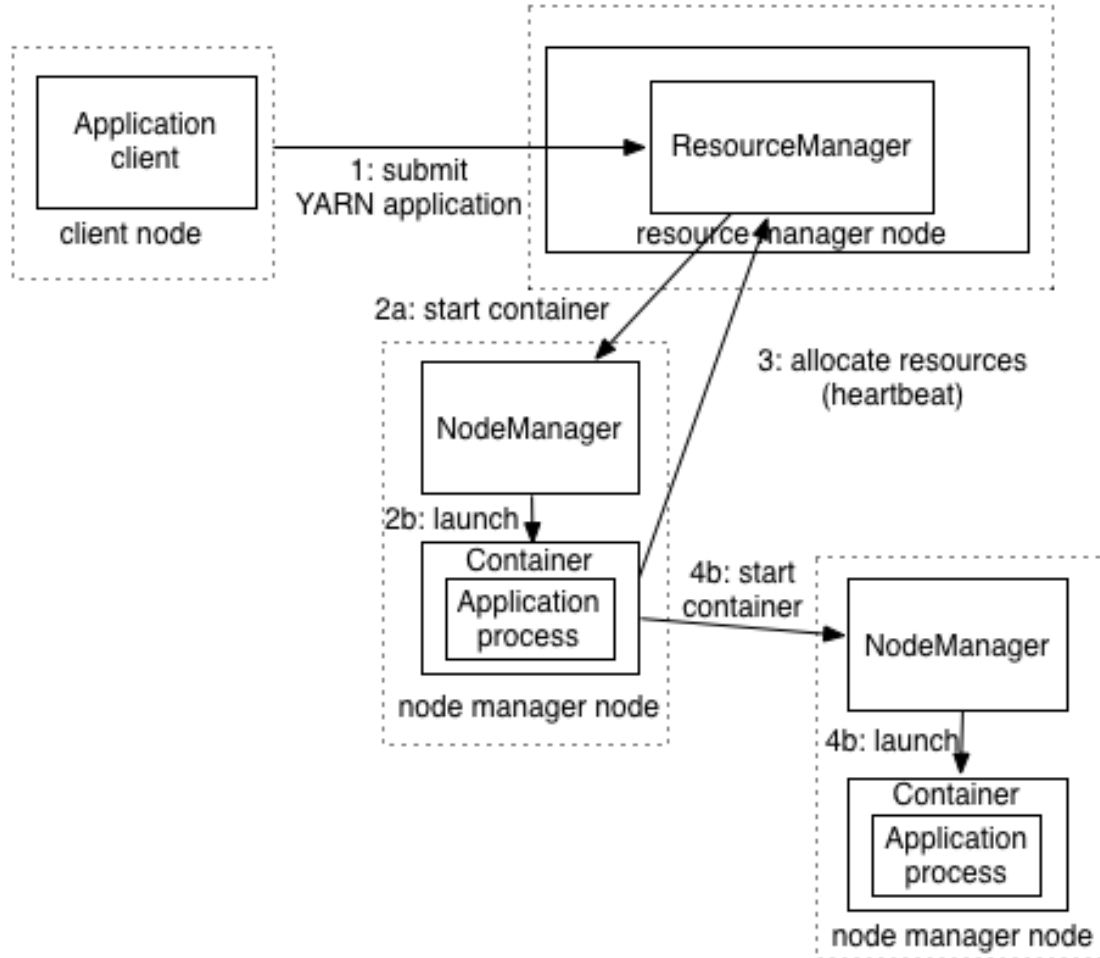 Application
client
client node
1: submit
YARN application
ResourceManager
resource manager node
2a: start container
3: allocate resources
(heartbeat)
NodeManager
2b: launch
Container
Application
process
node manager node
4b: start
container
NodeManager
4b: launch
Container
Application
process
node manager node